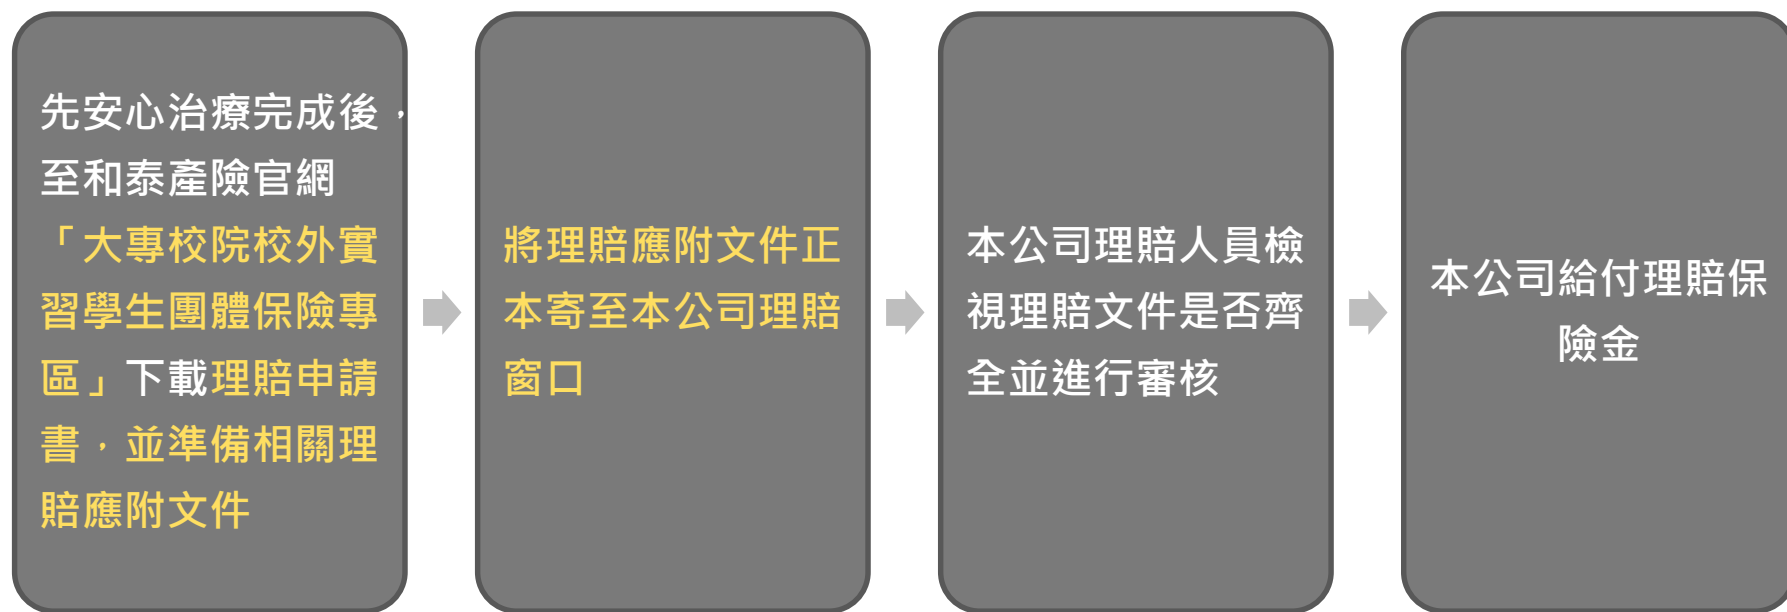 先安心治療完成後，
至和泰產險官網
「大專校院校外實
習學生團體保險專
區」下載理賠申請
書，並準備相關理
賠應附文件
將理賠應附文件正
本寄至本公司理賠
窗口
本公司理賠人員檢
視理賠文件是否齊
全並進行審核
本公司給付理賠保
險金